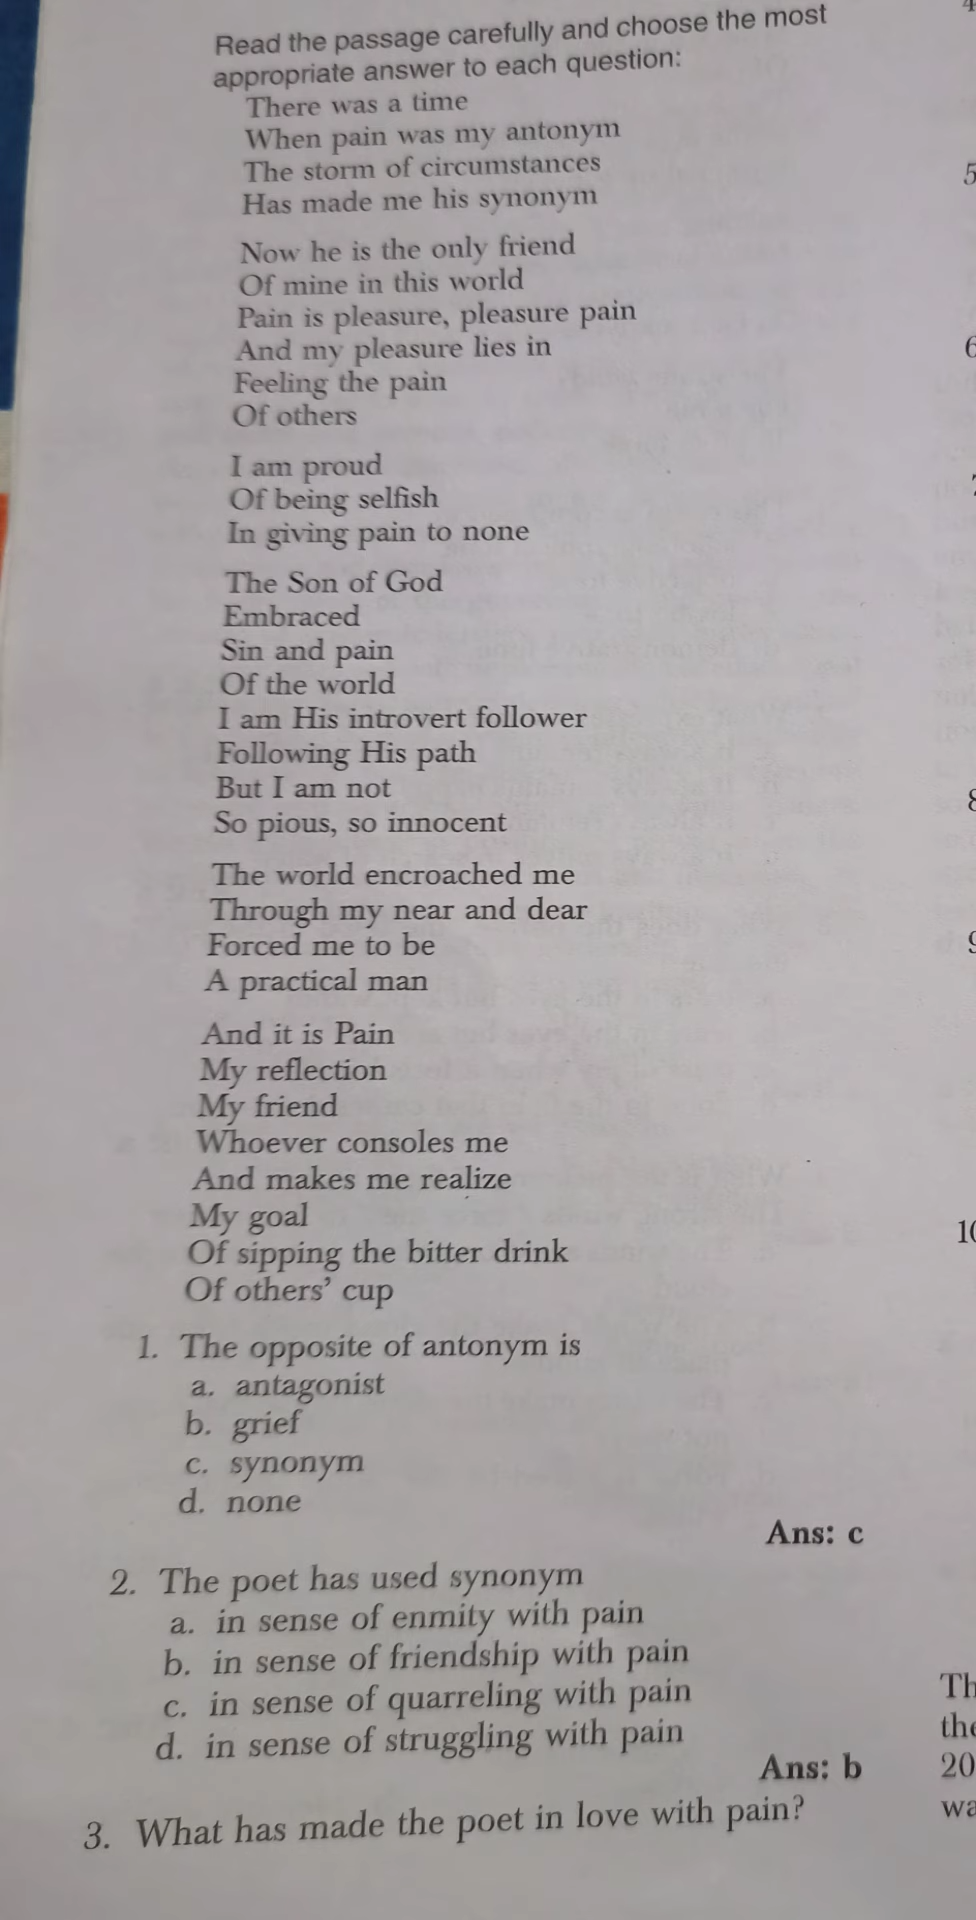 Read the passage carefully and choose the most
appropriate answer to each question:
There was a time
When pain was my antonym
The storm of circumstances
Has made me his synonym
Now he is the only friend
Of mine in this world
Pain is pleasure, pleasure pain
And my pleasure lies in
Feeling the pain
Of others
I am proud
Of being selfish
In giving pain to none
The Son of God
Embraced
Sin and pain
Of the world
I am His introvert follower
Following His path
But I am not
So pious, so innocent
The world encroached me
Through my near and dear
Forced me to be
A practical man
And it is Pain
My reflection
My friend
Whoever consoles me
And makes me realize
My goal
Of sipping the bitter drink
Of others' cup
1. The opposite of antonym is
a. antagonist
b. grief
c. synonym
d. none
Ans: c
2. The poet has used synonym
a. in sense of enmity with pain
b. in sense of friendship with pain
c. in sense of quarreling with pain
d. in sense of struggling with pain
Ans: b
3. What has made the poet in love with pain?
5
6
8
9
10
Th
the
20
wa